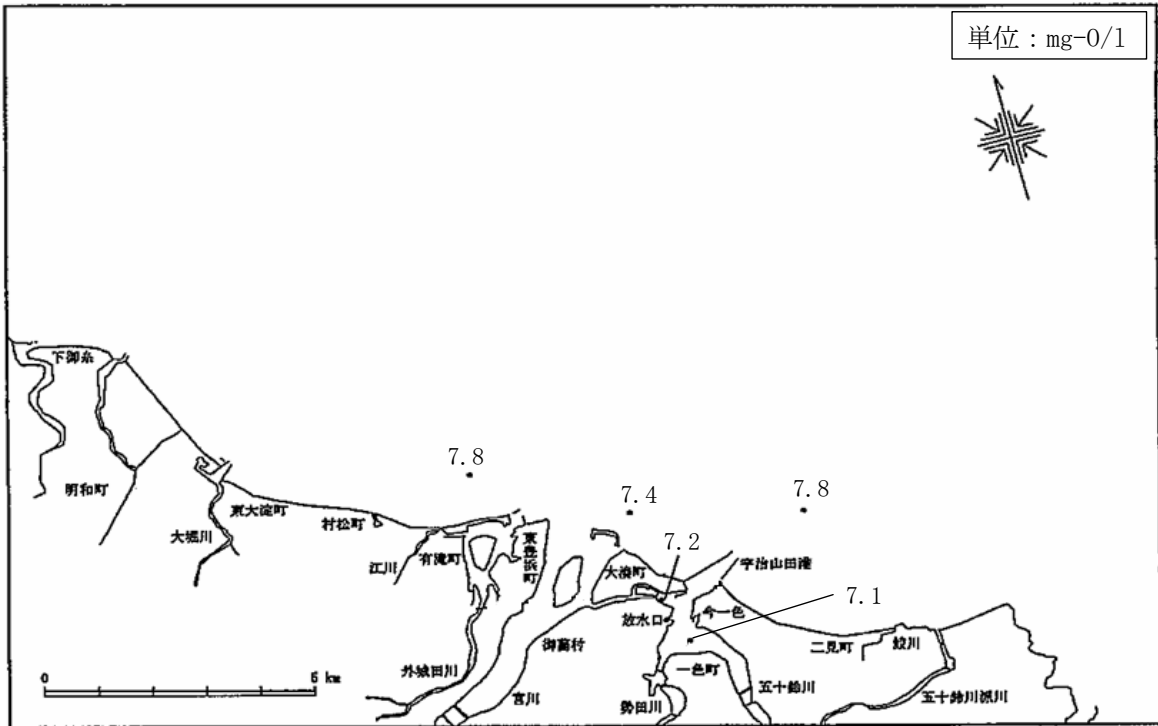 単位：mg-O/l
下御糸
7.8
明和町
東大淀町
大堀川
村松町
江川
有滝町
東豊浜町
7.4
7.8
大湊町
7.2
宇治山田港
放水口
今一色
7.1
御薗村
二見町
鮫川
外城田川
宮川
一色町
勢田川
五十鈴川
五十鈴川派川
0
5 km